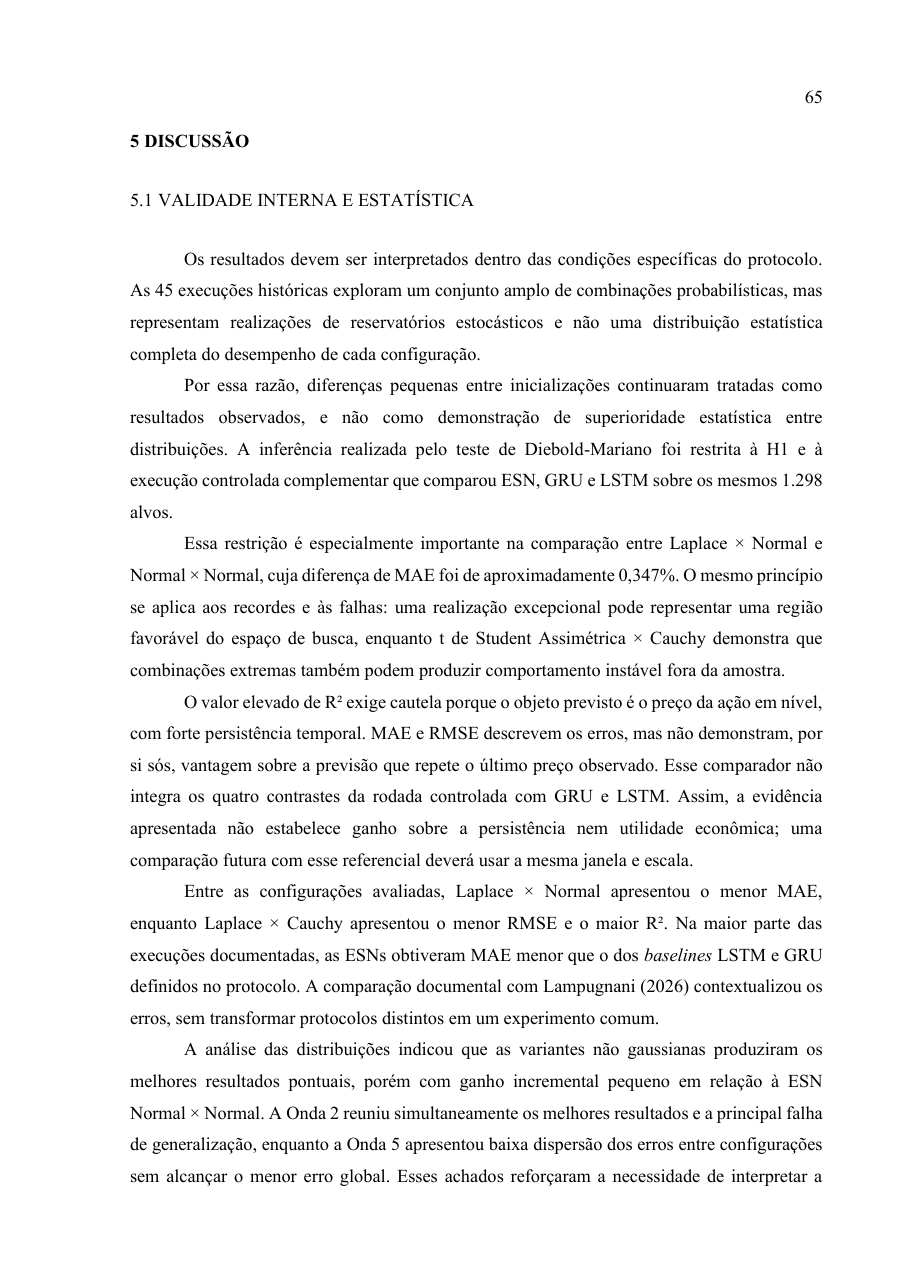 65
5 DISCUSSÃO
5.1 VALIDADE INTERNA E ESTATÍSTICA
Os resultados devem ser interpretados dentro das condições específicas do protocolo.
As 45 execuções históricas exploram um conjunto amplo de combinações probabilísticas, mas
representam realizações de reservatórios estocásticos e não uma distribuição estatística
completa do desempenho de cada configuração.
Por essa razão, diferenças pequenas entre inicializações continuaram tratadas como
resultados observados, e não como demonstração de superioridade estatística entre
distribuições. A inferência realizada pelo teste de Diebold-Mariano foi restrita à H1 e à
execução controlada complementar que comparou ESN, GRU e LSTM sobre os mesmos 1.298
alvos.
Essa restrição é especialmente importante na comparação entre Laplace × Normal e
Normal × Normal, cuja diferença de MAE foi de aproximadamente 0,347%. O mesmo princípio
se aplica aos recordes e às falhas: uma realização excepcional pode representar uma região
favorável do espaço de busca, enquanto t de Student Assimétrica × Cauchy demonstra que
combinações extremas também podem produzir comportamento instável fora da amostra.
O valor elevado de R² exige cautela porque o objeto previsto é o preço da ação em nível,
com forte persistência temporal. MAE e RMSE descrevem os erros, mas não demonstram, por
si sós, vantagem sobre a previsão que repete o último preço observado. Esse comparador não
integra os quatro contrastes da rodada controlada com GRU e LSTM. Assim, a evidência
apresentada não estabelece ganho sobre a persistência nem utilidade econômica; uma
comparação futura com esse referencial deverá usar a mesma janela e escala.
Entre as configurações avaliadas, Laplace × Normal apresentou o menor MAE,
enquanto Laplace × Cauchy apresentou o menor RMSE e o maior R². Na maior parte das
execuções documentadas, as ESNs obtiveram MAE menor que o dos baselines LSTM e GRU
definidos no protocolo. A comparação documental com Lampugnani (2026) contextualizou os
erros, sem transformar protocolos distintos em um experimento comum.
A análise das distribuições indicou que as variantes não gaussianas produziram os
melhores resultados pontuais, porém com ganho incremental pequeno em relação à ESN
Normal × Normal. A Onda 2 reuniu simultaneamente os melhores resultados e a principal falha
de generalização, enquanto a Onda 5 apresentou baixa dispersão dos erros entre configurações
sem alcançar o menor erro global. Esses achados reforçaram a necessidade de interpretar a